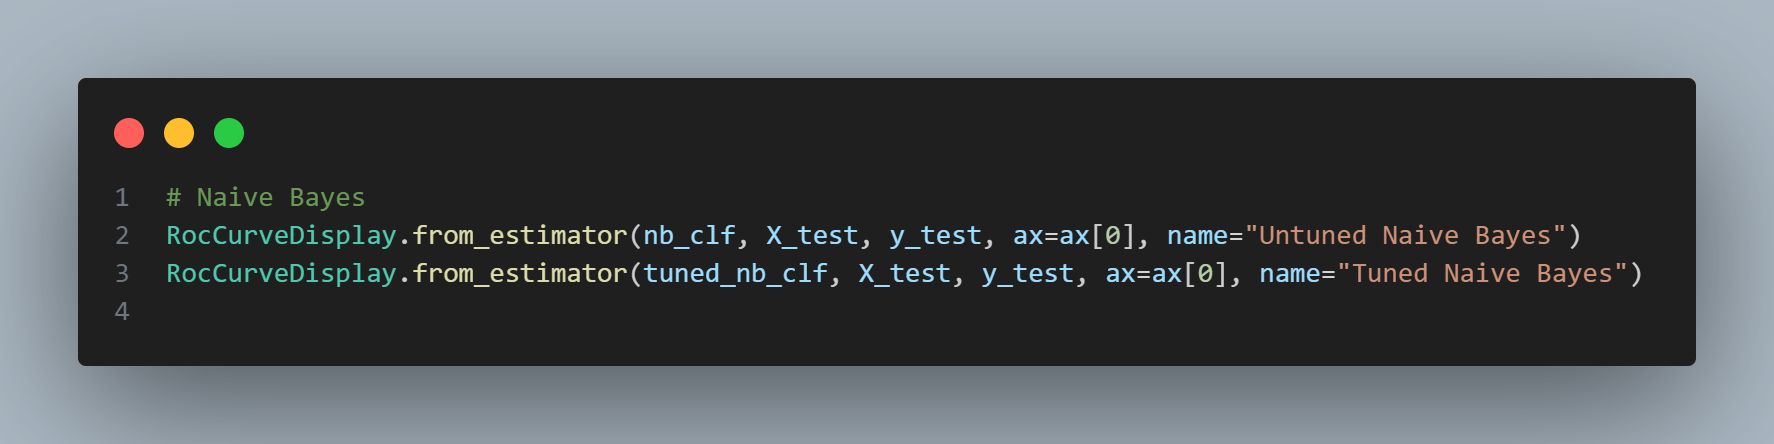 1 # Naive Bayes
2 RocCurveDisplay.from_estimator(nb_clf, X_test, y_test, ax=ax[0], name="Untuned Naive Bayes")
3 RocCurveDisplay.from_estimator(tuned_nb_clf, X_test, y_test, ax=ax[0], name="Tuned Naive Bayes")
4